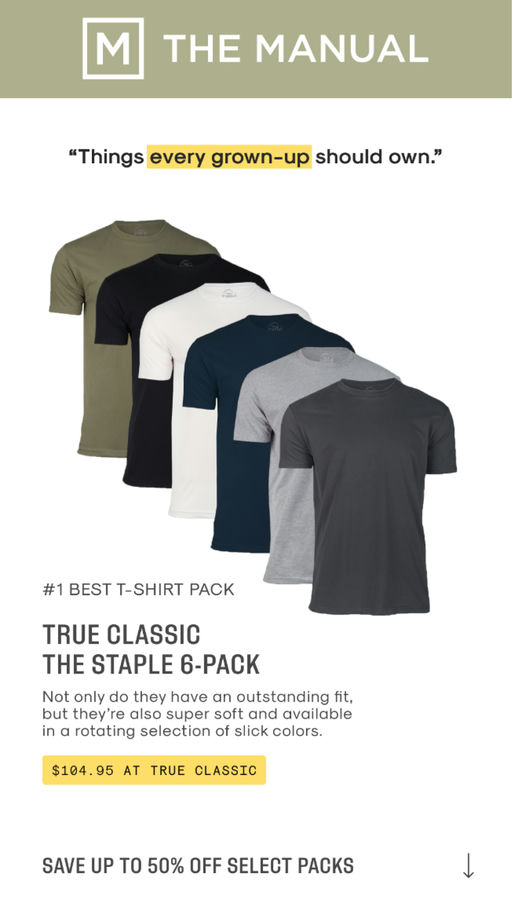 M THE MANUAL
“Things every grown-up should own.”
#1 BEST T-SHIRT PACK
TRUE CLASSIC
THE STAPLE 6-PACK
Not only do they have an outstanding fit,
but they’re also super soft and available
in a rotating selection of slick colors.
$104.95 AT TRUE CLASSIC
SAVE UP TO 50% OFF SELECT PACKS